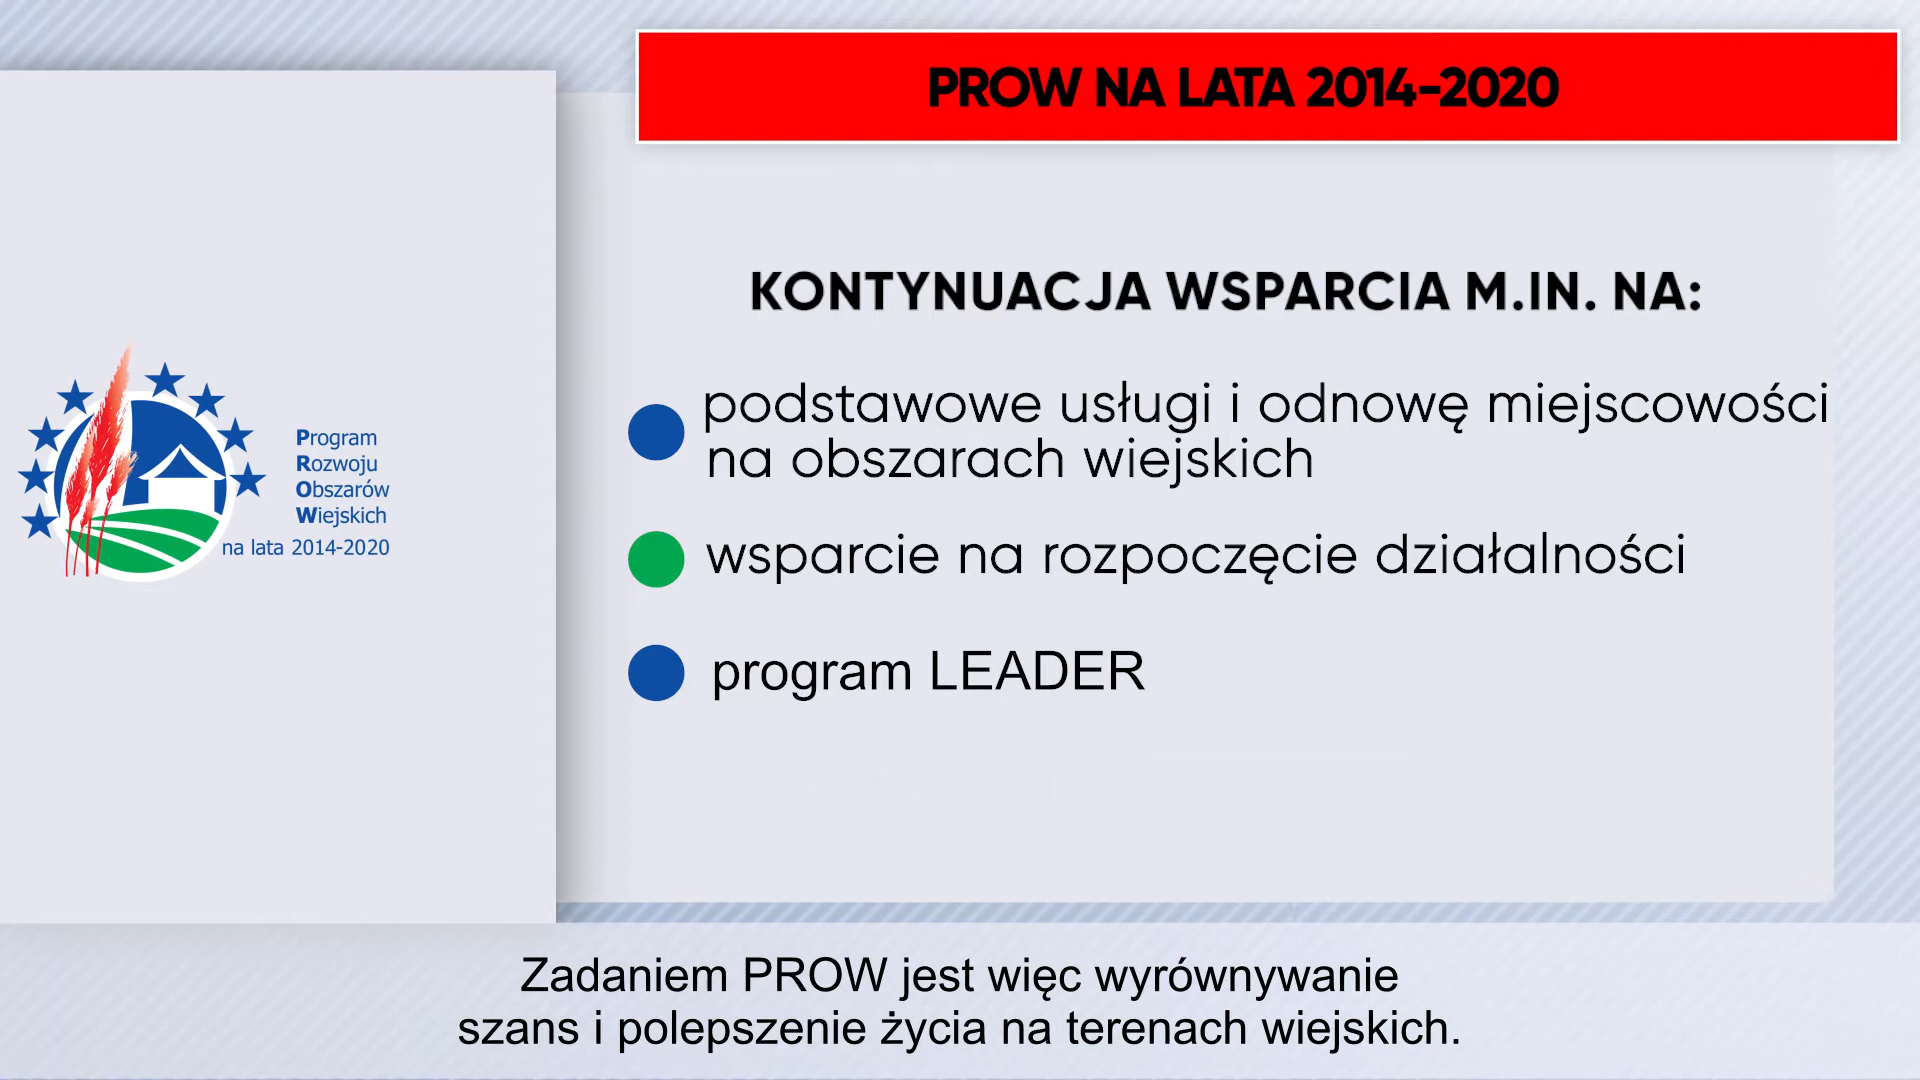 PROW NA LATA 2014-2020
KONTYNUACJA WSPARCIA M.IN. NA:
podstawowe usługi i odnowę miejscowości
na obszarach wiejskich
wsparcie na rozpoczęcie działalności
program LEADER
Program
Rozwoju
Obszarów
Wiejskich
na lata 2014-2020
Zadaniem PROW jest więc wyrównywanie
szans i polepszenie życia na terenach wiejskich.